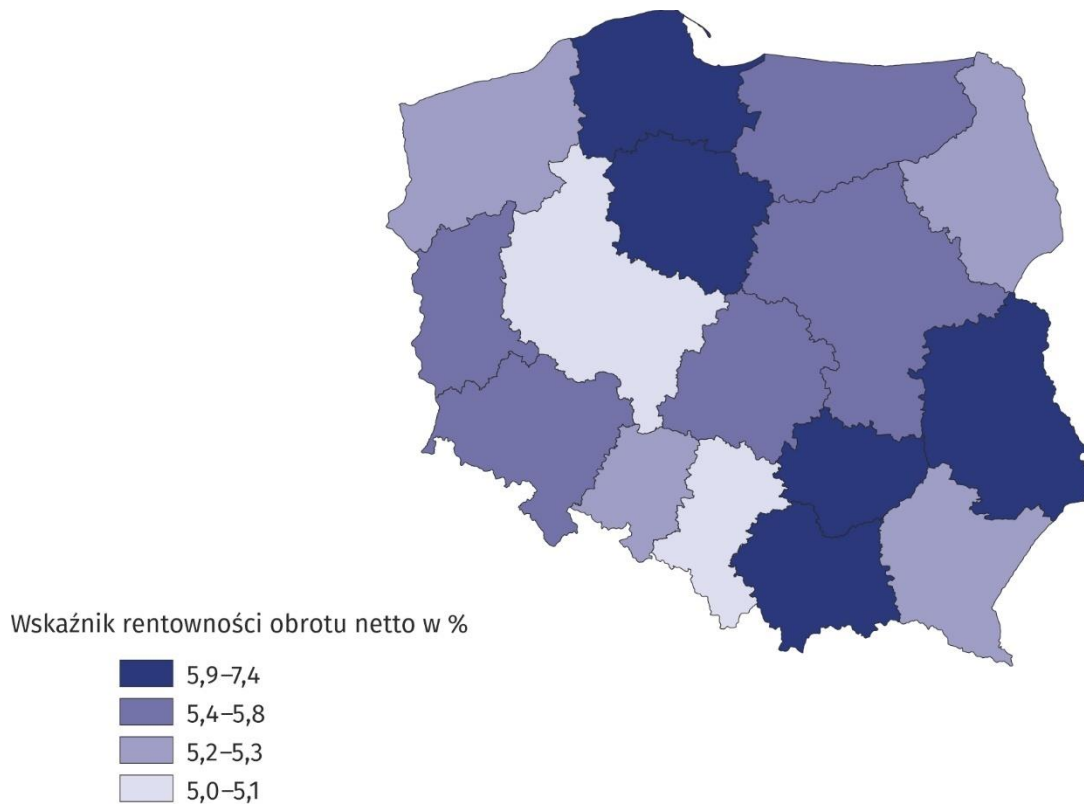 Wskaźnik rentowności obrotu netto w %
5,9–7,4
5,4–5,8
5,2–5,3
5,0–5,1